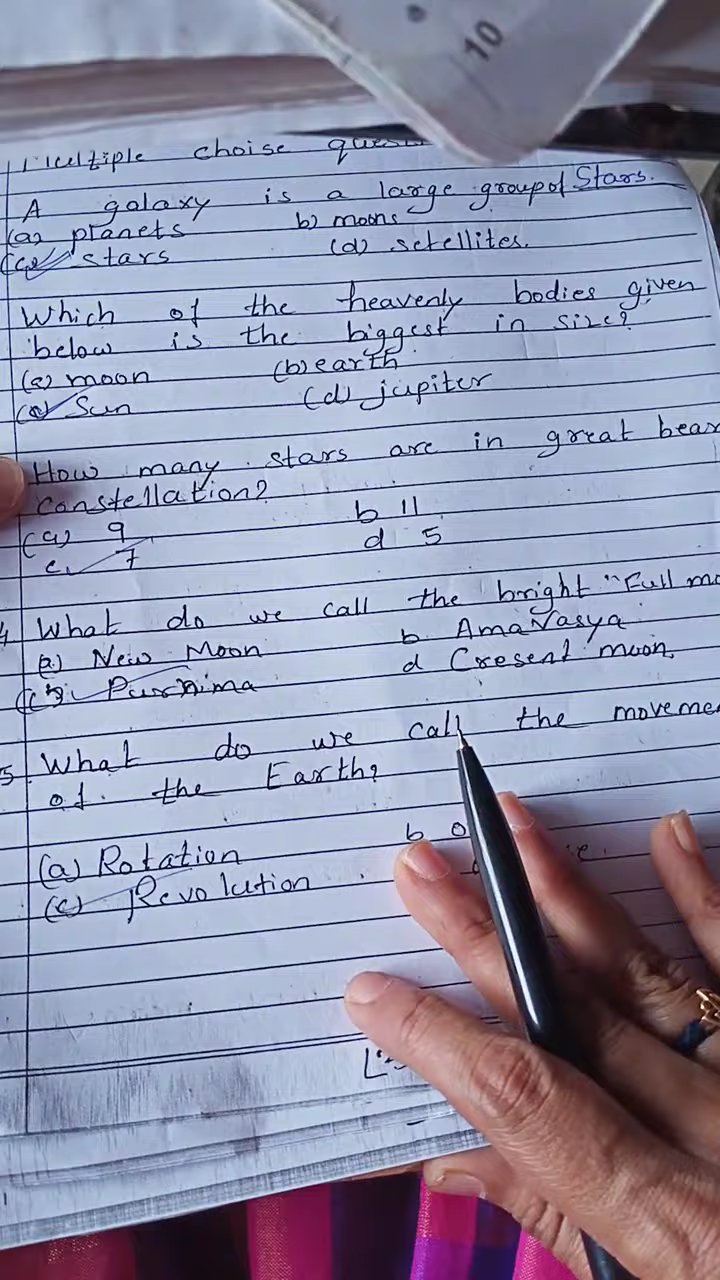 10
Multiple choise
A galaxy is a large group of Stars.
(a) planets b) moons
(c) stars (d) setellites.
Which of the heavenly bodies given
below is the biggest in size?
(a) moon (b) earth
(c) Sun (d) jupiter
How many stars are in great bear
constellation?
(a) 9 b 11
c. 7 d 5
4 What do we call the bright "Full
(a) New Moon b AmaVasya
(c) Purnima d Cresent moon.
5. What do we call the
of the Earth?
(a) Rotation b
(c) Revolution